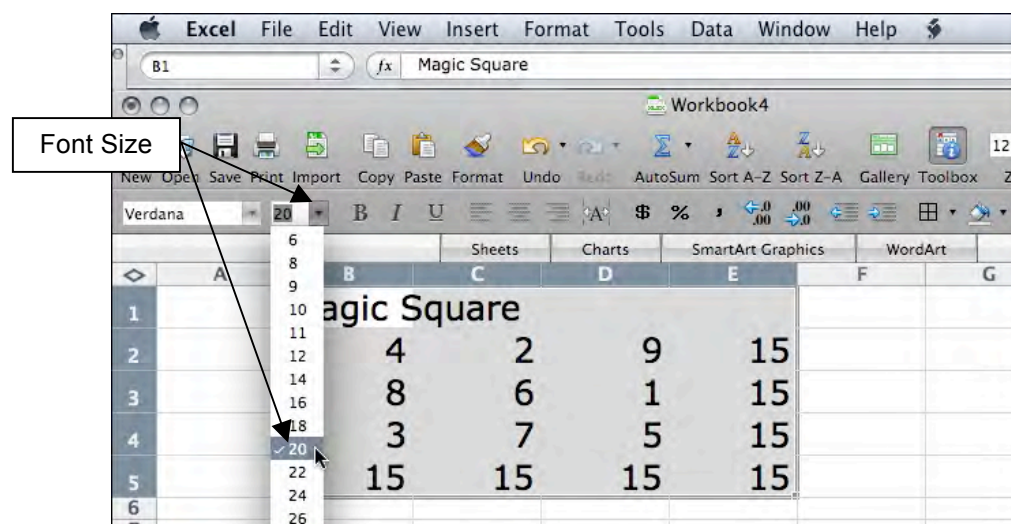 Excel File Edit View Insert Format Tools Data Window Help
B1 fx Magic Square
Workbook4
Font Size
12
New Open Save Print Import Copy Paste Format Undo Redo AutoSum Sort A-Z Sort Z-A Gallery Toolbox Z
Verdana 20 B I U A $ % , .0 .00 .00 .0
Sheets Charts SmartArt Graphics WordArt
A B C D E F G
1 agic Square
2 4 2 9 15
3 8 6 1 15
4 3 7 5 15
5 15 15 15 15
6
6
8
9
10
11
12
14
16
18
✓ 20
22
24
26